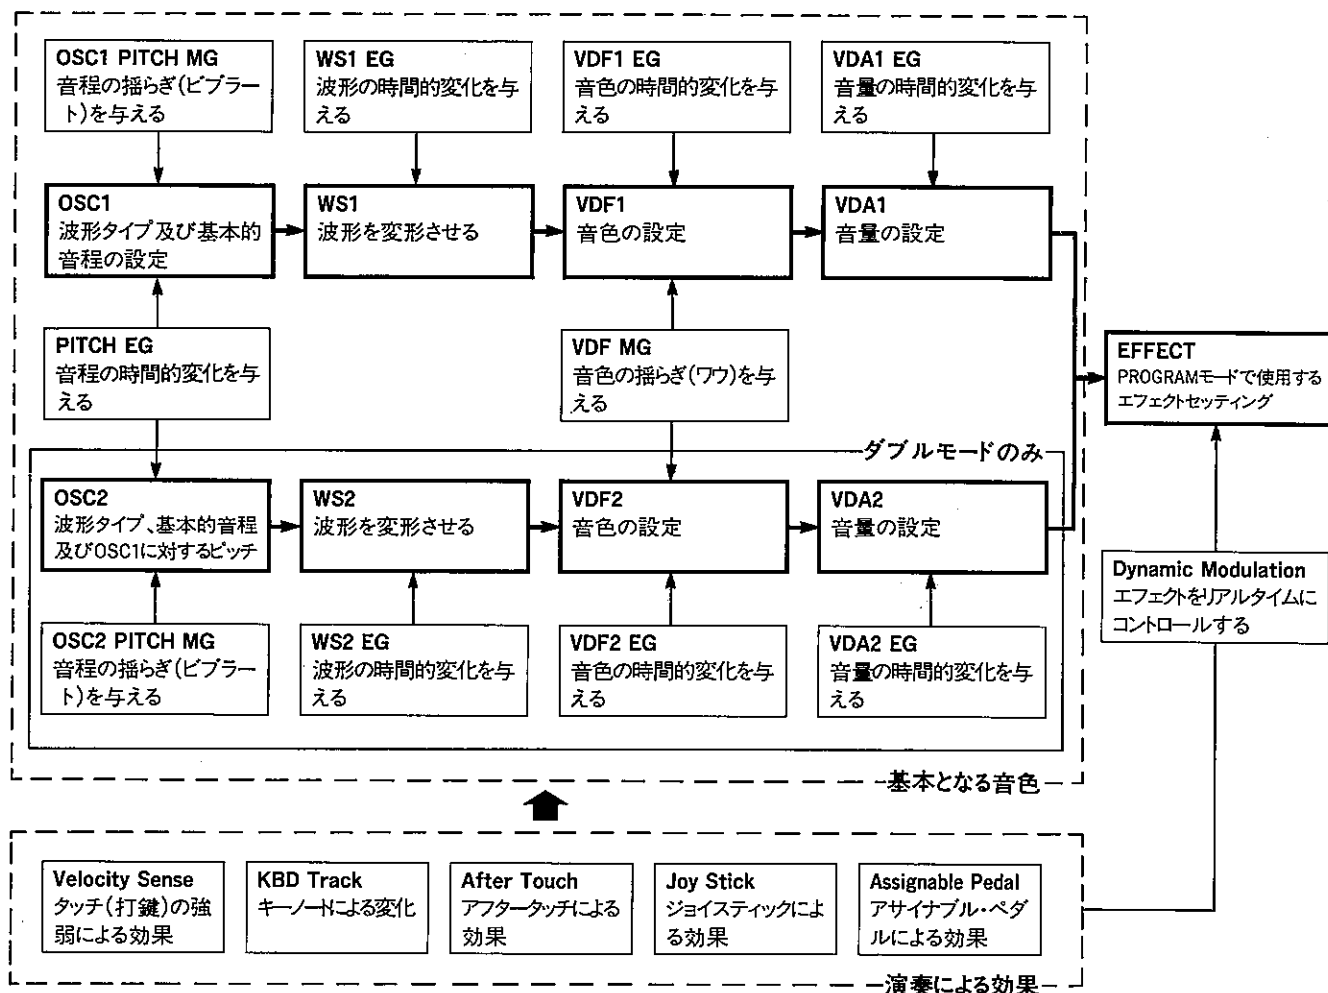 OSC1 PITCH MG
音程の揺らぎ(ビブラー
ト)を与える
WS1 EG
波形の時間的変化を与
える
VDF1 EG
音色の時間的変化を与
える
VDA1 EG
音量の時間的変化を与
える
OSC1
波形タイプ及び基本的
音程の設定
WS1
波形を変形させる
VDF1
音色の設定
VDA1
音量の設定
PITCH EG
音程の時間的変化を与
える
VDF MG
音色の揺らぎ(ワウ)を与
える
EFFECT
PROGRAMモードで使用する
エフェクトセッティング
ダブルモードのみ
OSC2
波形タイプ、基本的音程
及びOSC1に対するピッチ
WS2
波形を変形させる
VDF2
音色の設定
VDA2
音量の設定
Dynamic Modulation
エフェクトをリアルタイムに
コントロールする
OSC2 PITCH MG
音程の揺らぎ(ビブラー
ト)を与える
WS2 EG
波形の時間的変化を与
える
VDF2 EG
音色の時間的変化を与
える
VDA2 EG
音量の時間的変化を与
える
基本となる音色
Velocity Sense
タッチ(打鍵)の強
弱による効果
KBD Track
キーノードによる変化
After Touch
アフタータッチによる
効果
Joy Stick
ジョイスティックによ
る効果
Assignable Pedal
アサイナブル・ペダ
ルによる効果
演奏による効果